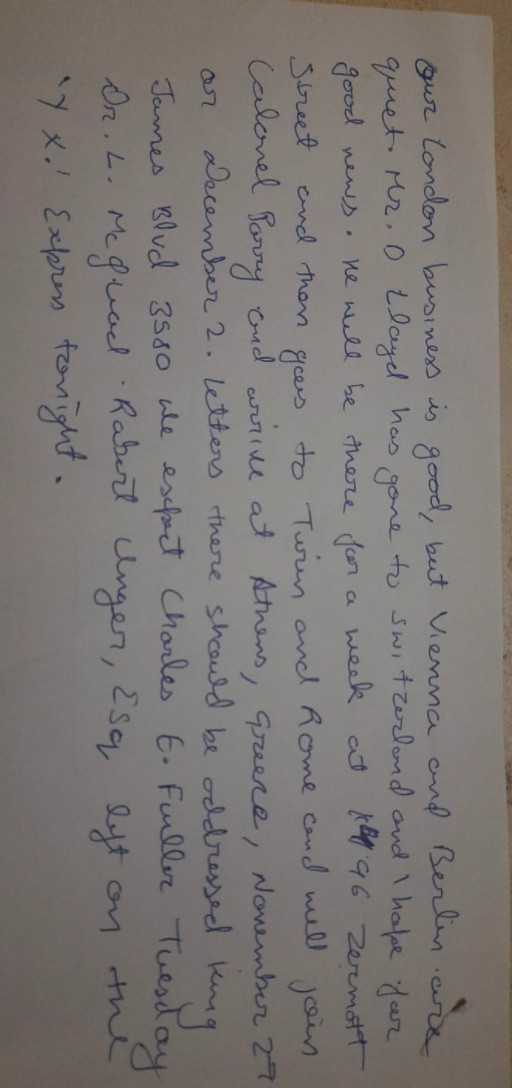 Our London business is good, but Vienna and Berlin are
quiet. Mr. D Lloyd has gone to Switzerland and I hope for
good news. He will be there for a week at 96 Zermott
Street and then goes to Turin and Rome and will join
Colonel Parry and arrive at Athens, Greece, November 27
or December 2. Letters there should be addressed King
James Blvd 3580 We expect Charles E. Fuller Tuesday
Dr. L. McQuad. Robert Unger, Esq left on the
'Y X.' Express tonight.